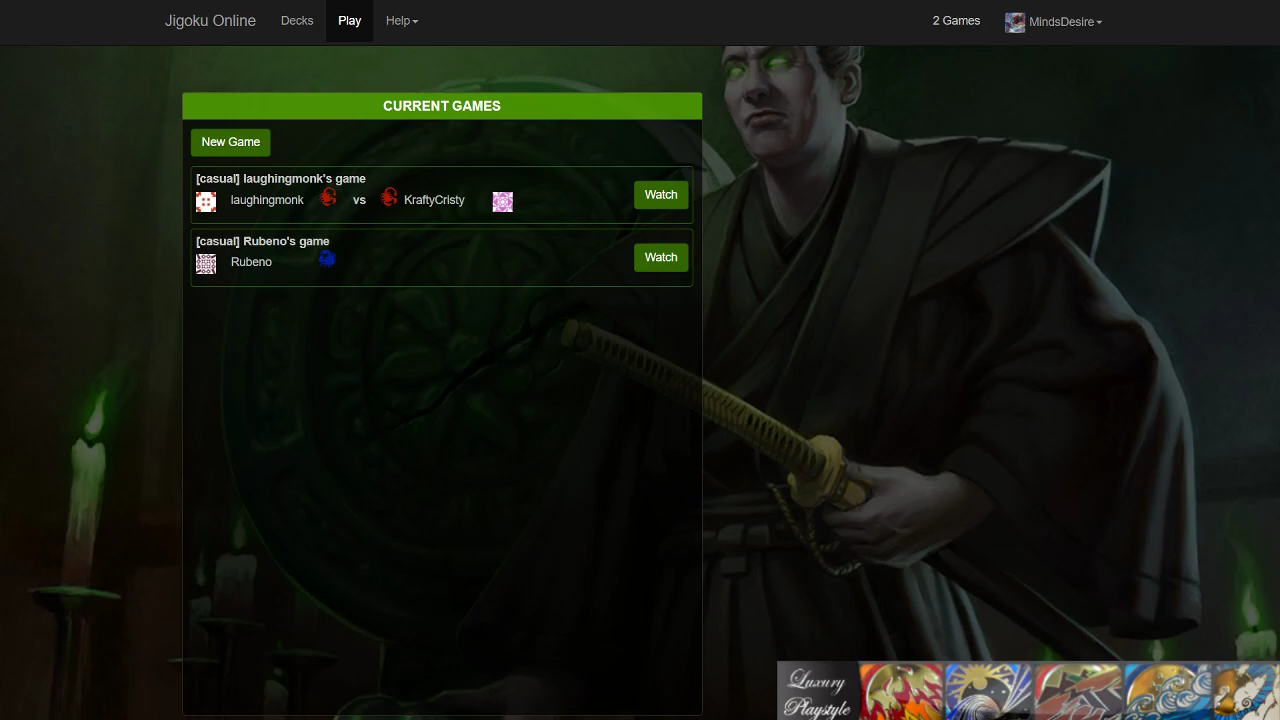 Jigoku Online Decks Play Help 2 Games MindsDesire
CURRENT GAMES
New Game
[casual] laughingmonk's game
laughingmonk vs KraftyCristy Watch
[casual] Rubeno's game
Rubeno Watch
Luxury
Playstyle